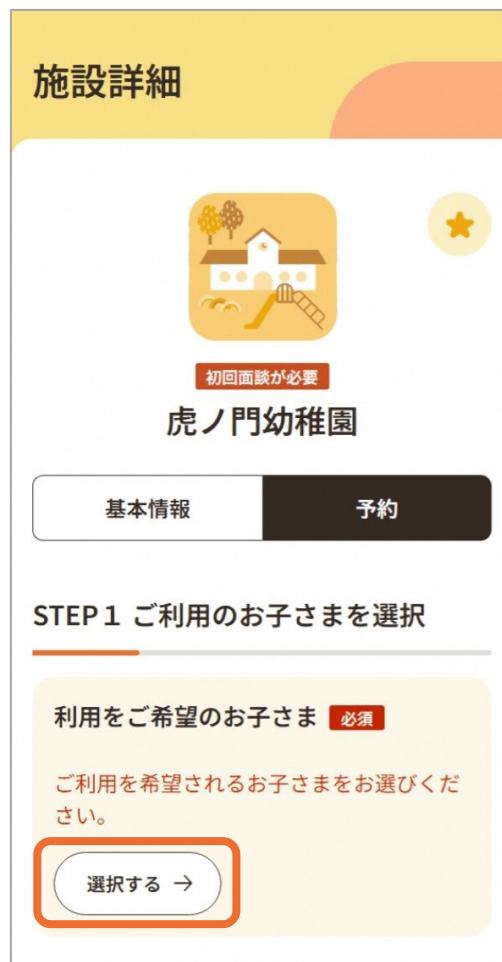 施設詳細
初回面談が必要
虎ノ門幼稚園
基本情報
予約
STEP１ ご利用のお子さまを選択
利用をご希望のお子さま 必須
ご利用を希望されるお子さまをお選びくだ
さい。
選択する →